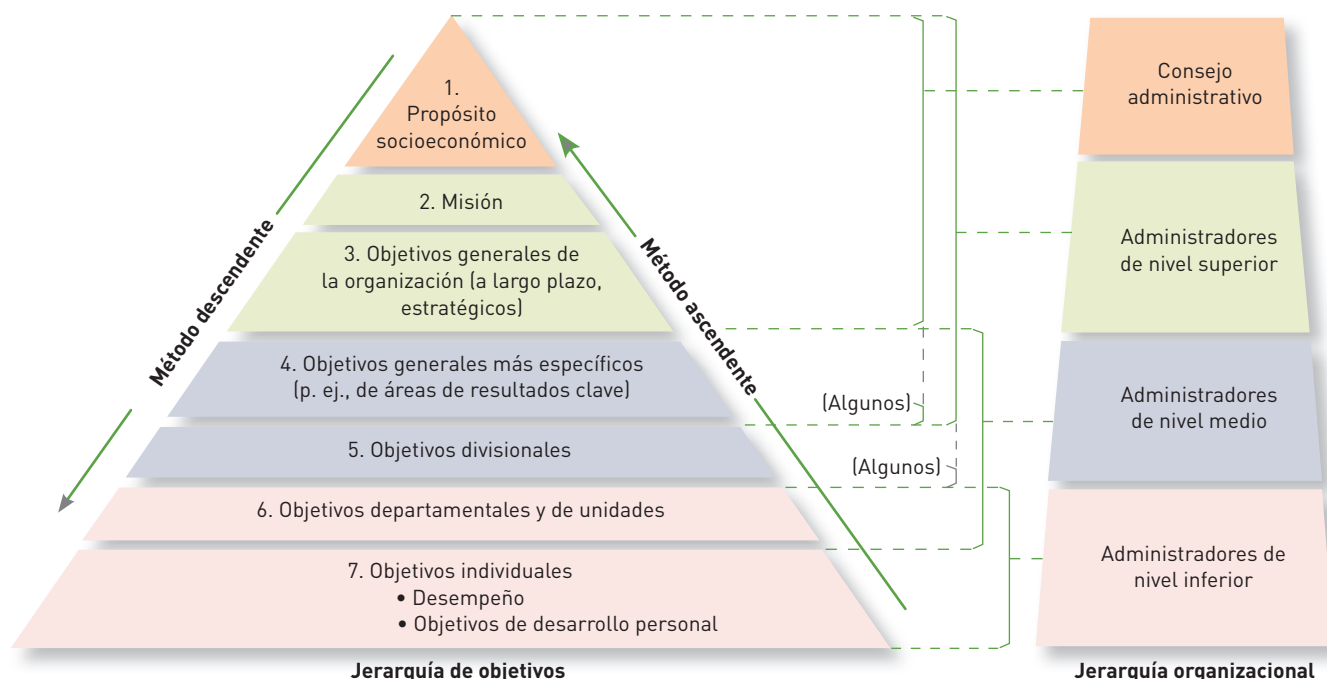 1.
Propósito
socioeconómico
2. Misión
3. Objetivos generales de
la organización (a largo plazo,
estratégicos)
4. Objetivos generales más específicos
(p. ej., de áreas de resultados clave)
5. Objetivos divisionales
6. Objetivos departamentales y de unidades
7. Objetivos individuales
• Desempeño
• Objetivos de desarrollo personal
Método descendente
Método ascendente
(Algunos)
(Algunos)
Consejo
administrativo
Administradores
de nivel superior
Administradores
de nivel medio
Administradores de
nivel inferior
Jerarquía de objetivos
Jerarquía organizacional